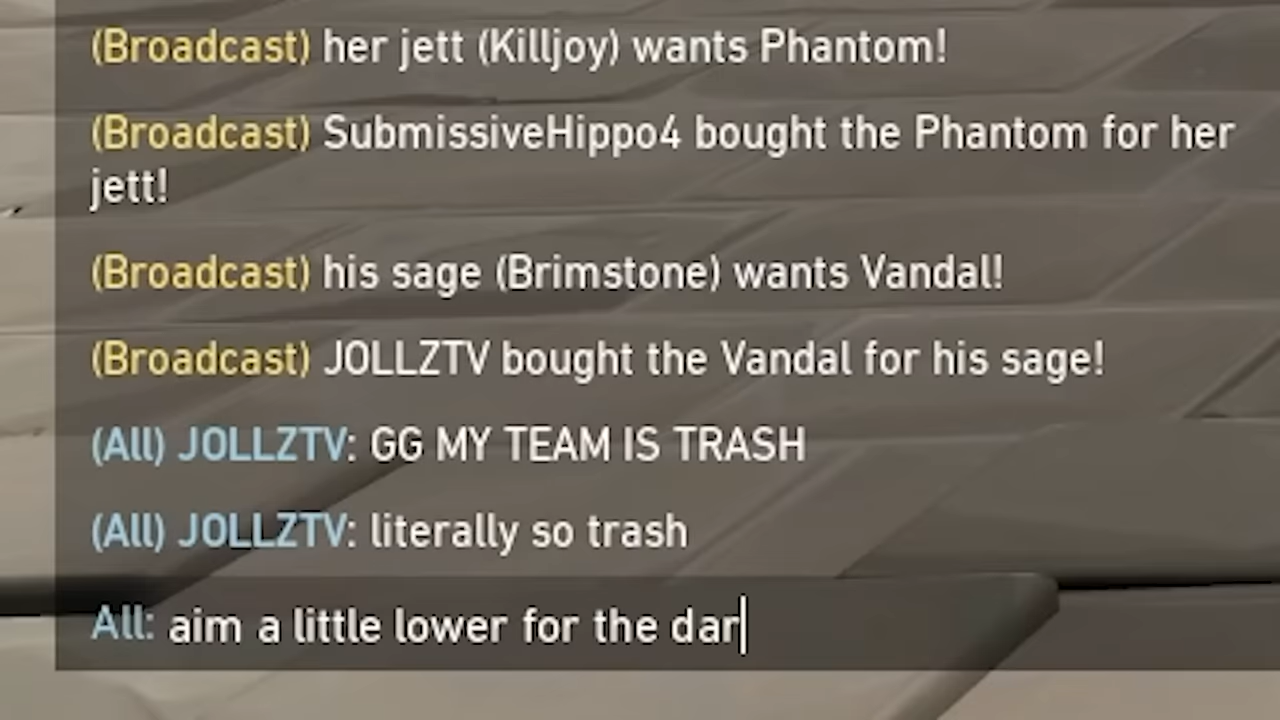 (Broadcast) her jett (Killjoy) wants Phantom!
(Broadcast) SubmissiveHippo4 bought the Phantom for her
jett!
(Broadcast) his sage (Brimstone) wants Vandal!
(Broadcast) JOLLZTV bought the Vandal for his sage!
(All) JOLLZTV: GG MY TEAM IS TRASH
(All) JOLLZTV: literally so trash
All: aim a little lower for the dar